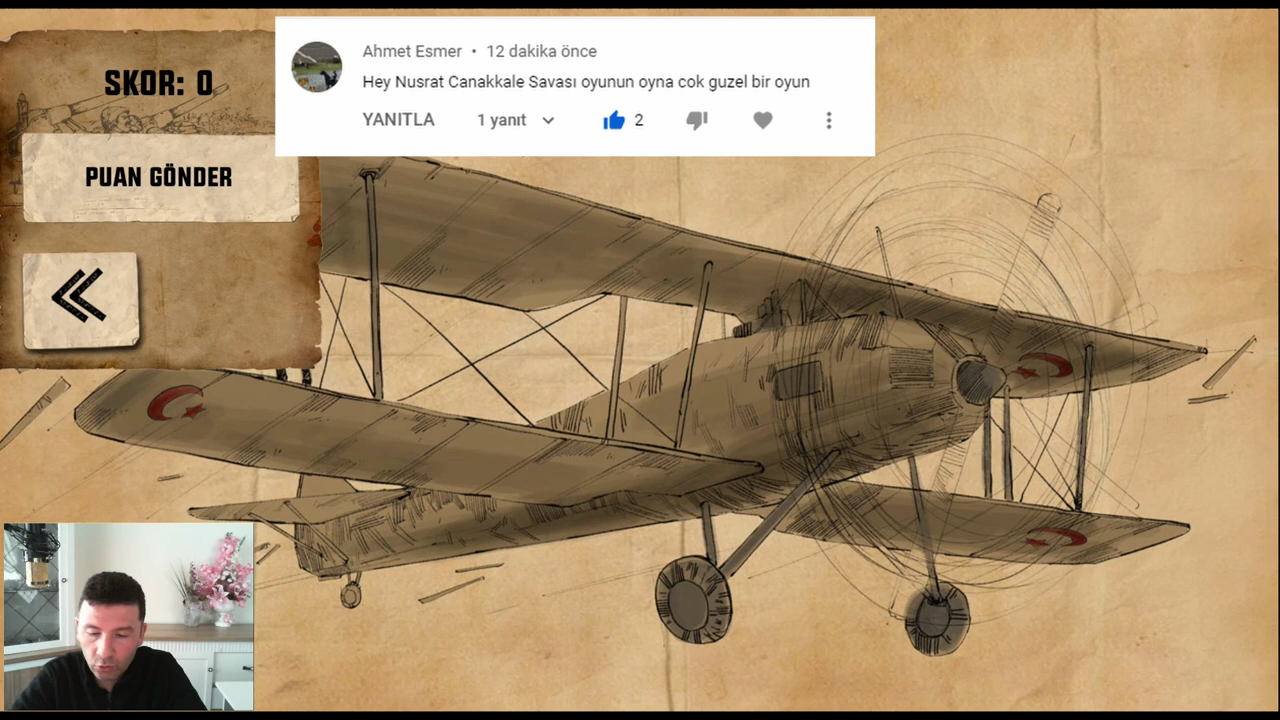 Ahmet Esmer • 12 dakika önce
Hey Nusrat Canakkale Savası oyunun oyna cok guzel bir oyun
YANITLA 1 yanıt 2
SKOR: 0
PUAN GÖNDER